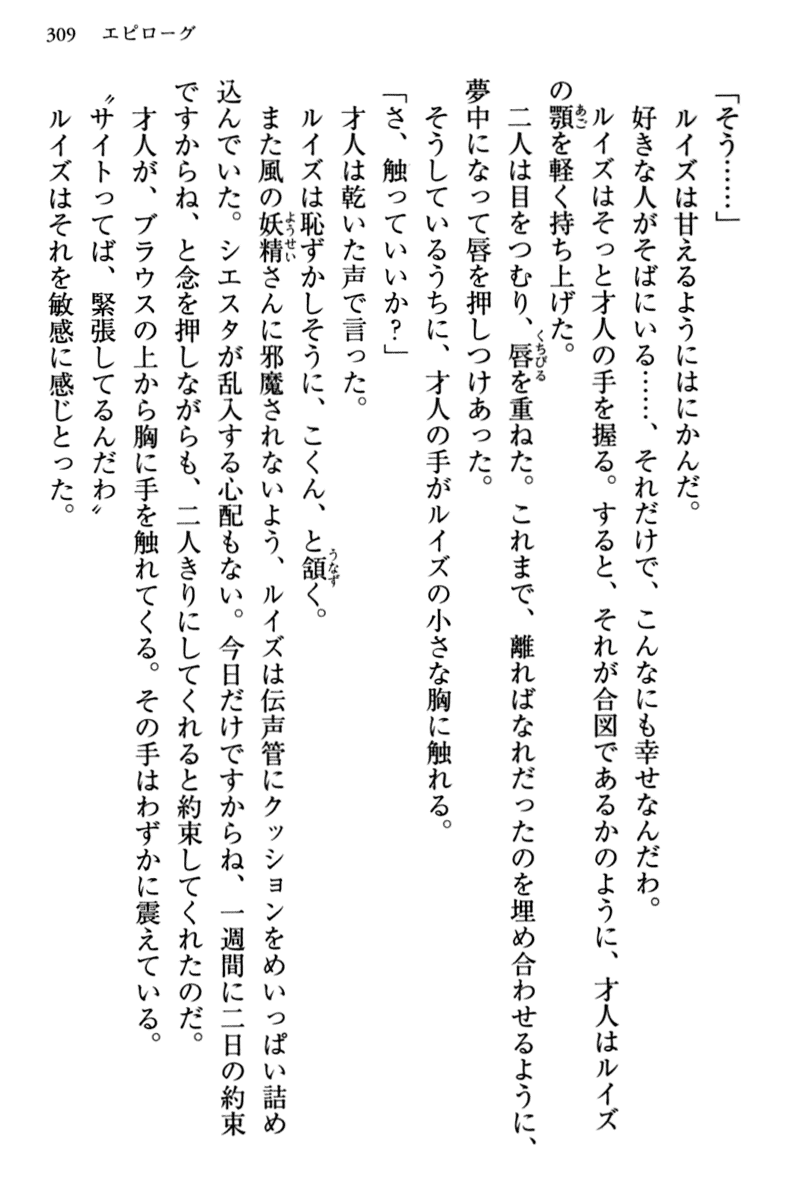 309 エピローグ
「そう……」
ルイズは甘えるようにはにかんだ。
好きな人がそばにいる……、それだけで、こんなにも幸せなんだわ。
ルイズはそっと才人の手を握る。すると、それが合図であるかのように、才人はルイズ
の顎を軽く持ち上げた。
二人は目をつむり、唇を重ねた。これまで、離ればなれだったのを埋め合わせるように、
夢中になって唇を押しつけあった。
そうしているうちに、才人の手がルイズの小さな胸に触れる。
「さ、触っていいか?」
才人は乾いた声で言った。
ルイズは恥ずかしそうに、こくん、と頷く。
また風の妖精さんに邪魔されないよう、ルイズは伝声管にクッションをめいっぱい詰め
込んでいた。シエスタが乱入する心配もない。今日だけですからね、一週間に二日の約束
ですからね、と念を押しながらも、二人きりにしてくれると約束してくれたのだ。
才人が、ブラウスの上から胸に手を触れてくる。その手はわずかに震えている。
〝サイトってば、緊張してるんだわ〟
ルイズはそれを敏感に感じとった。